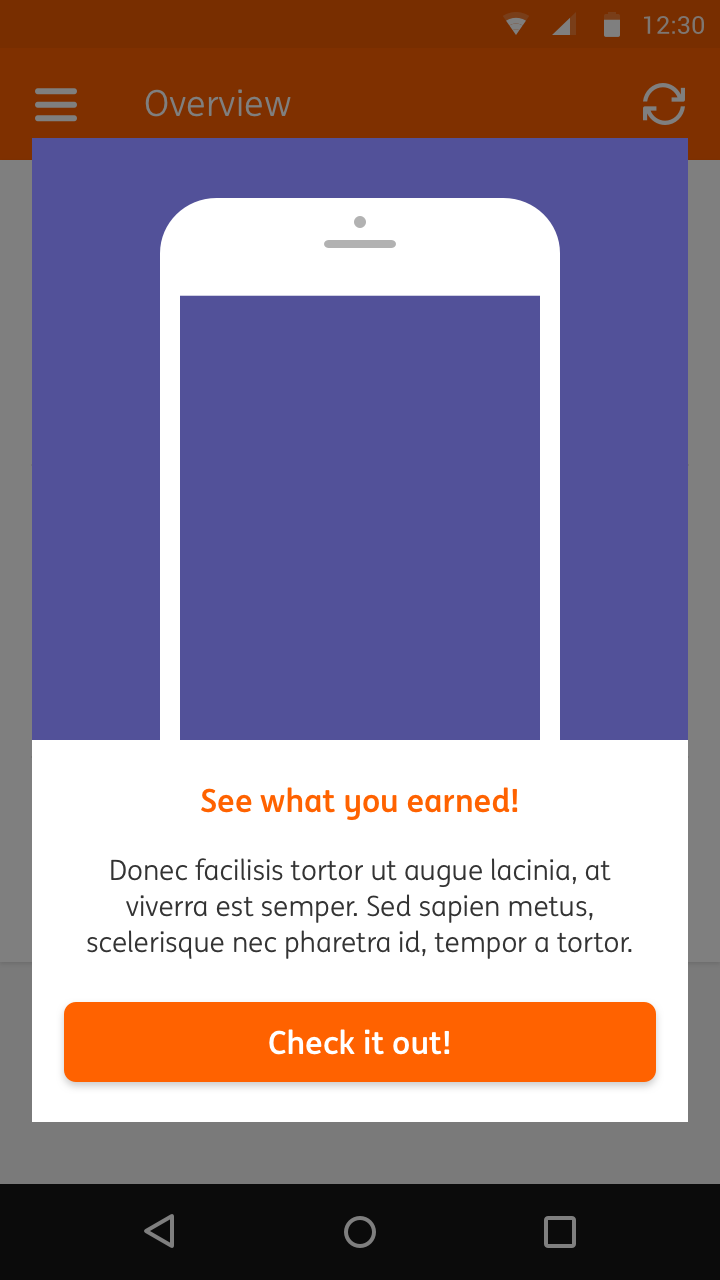 12:30
Overview
See what you earned!
Donec facilisis tortor ut augue lacinia, at
viverra est semper. Sed sapien metus,
scelerisque nec pharetra id, tempor a tortor.
Check it out!